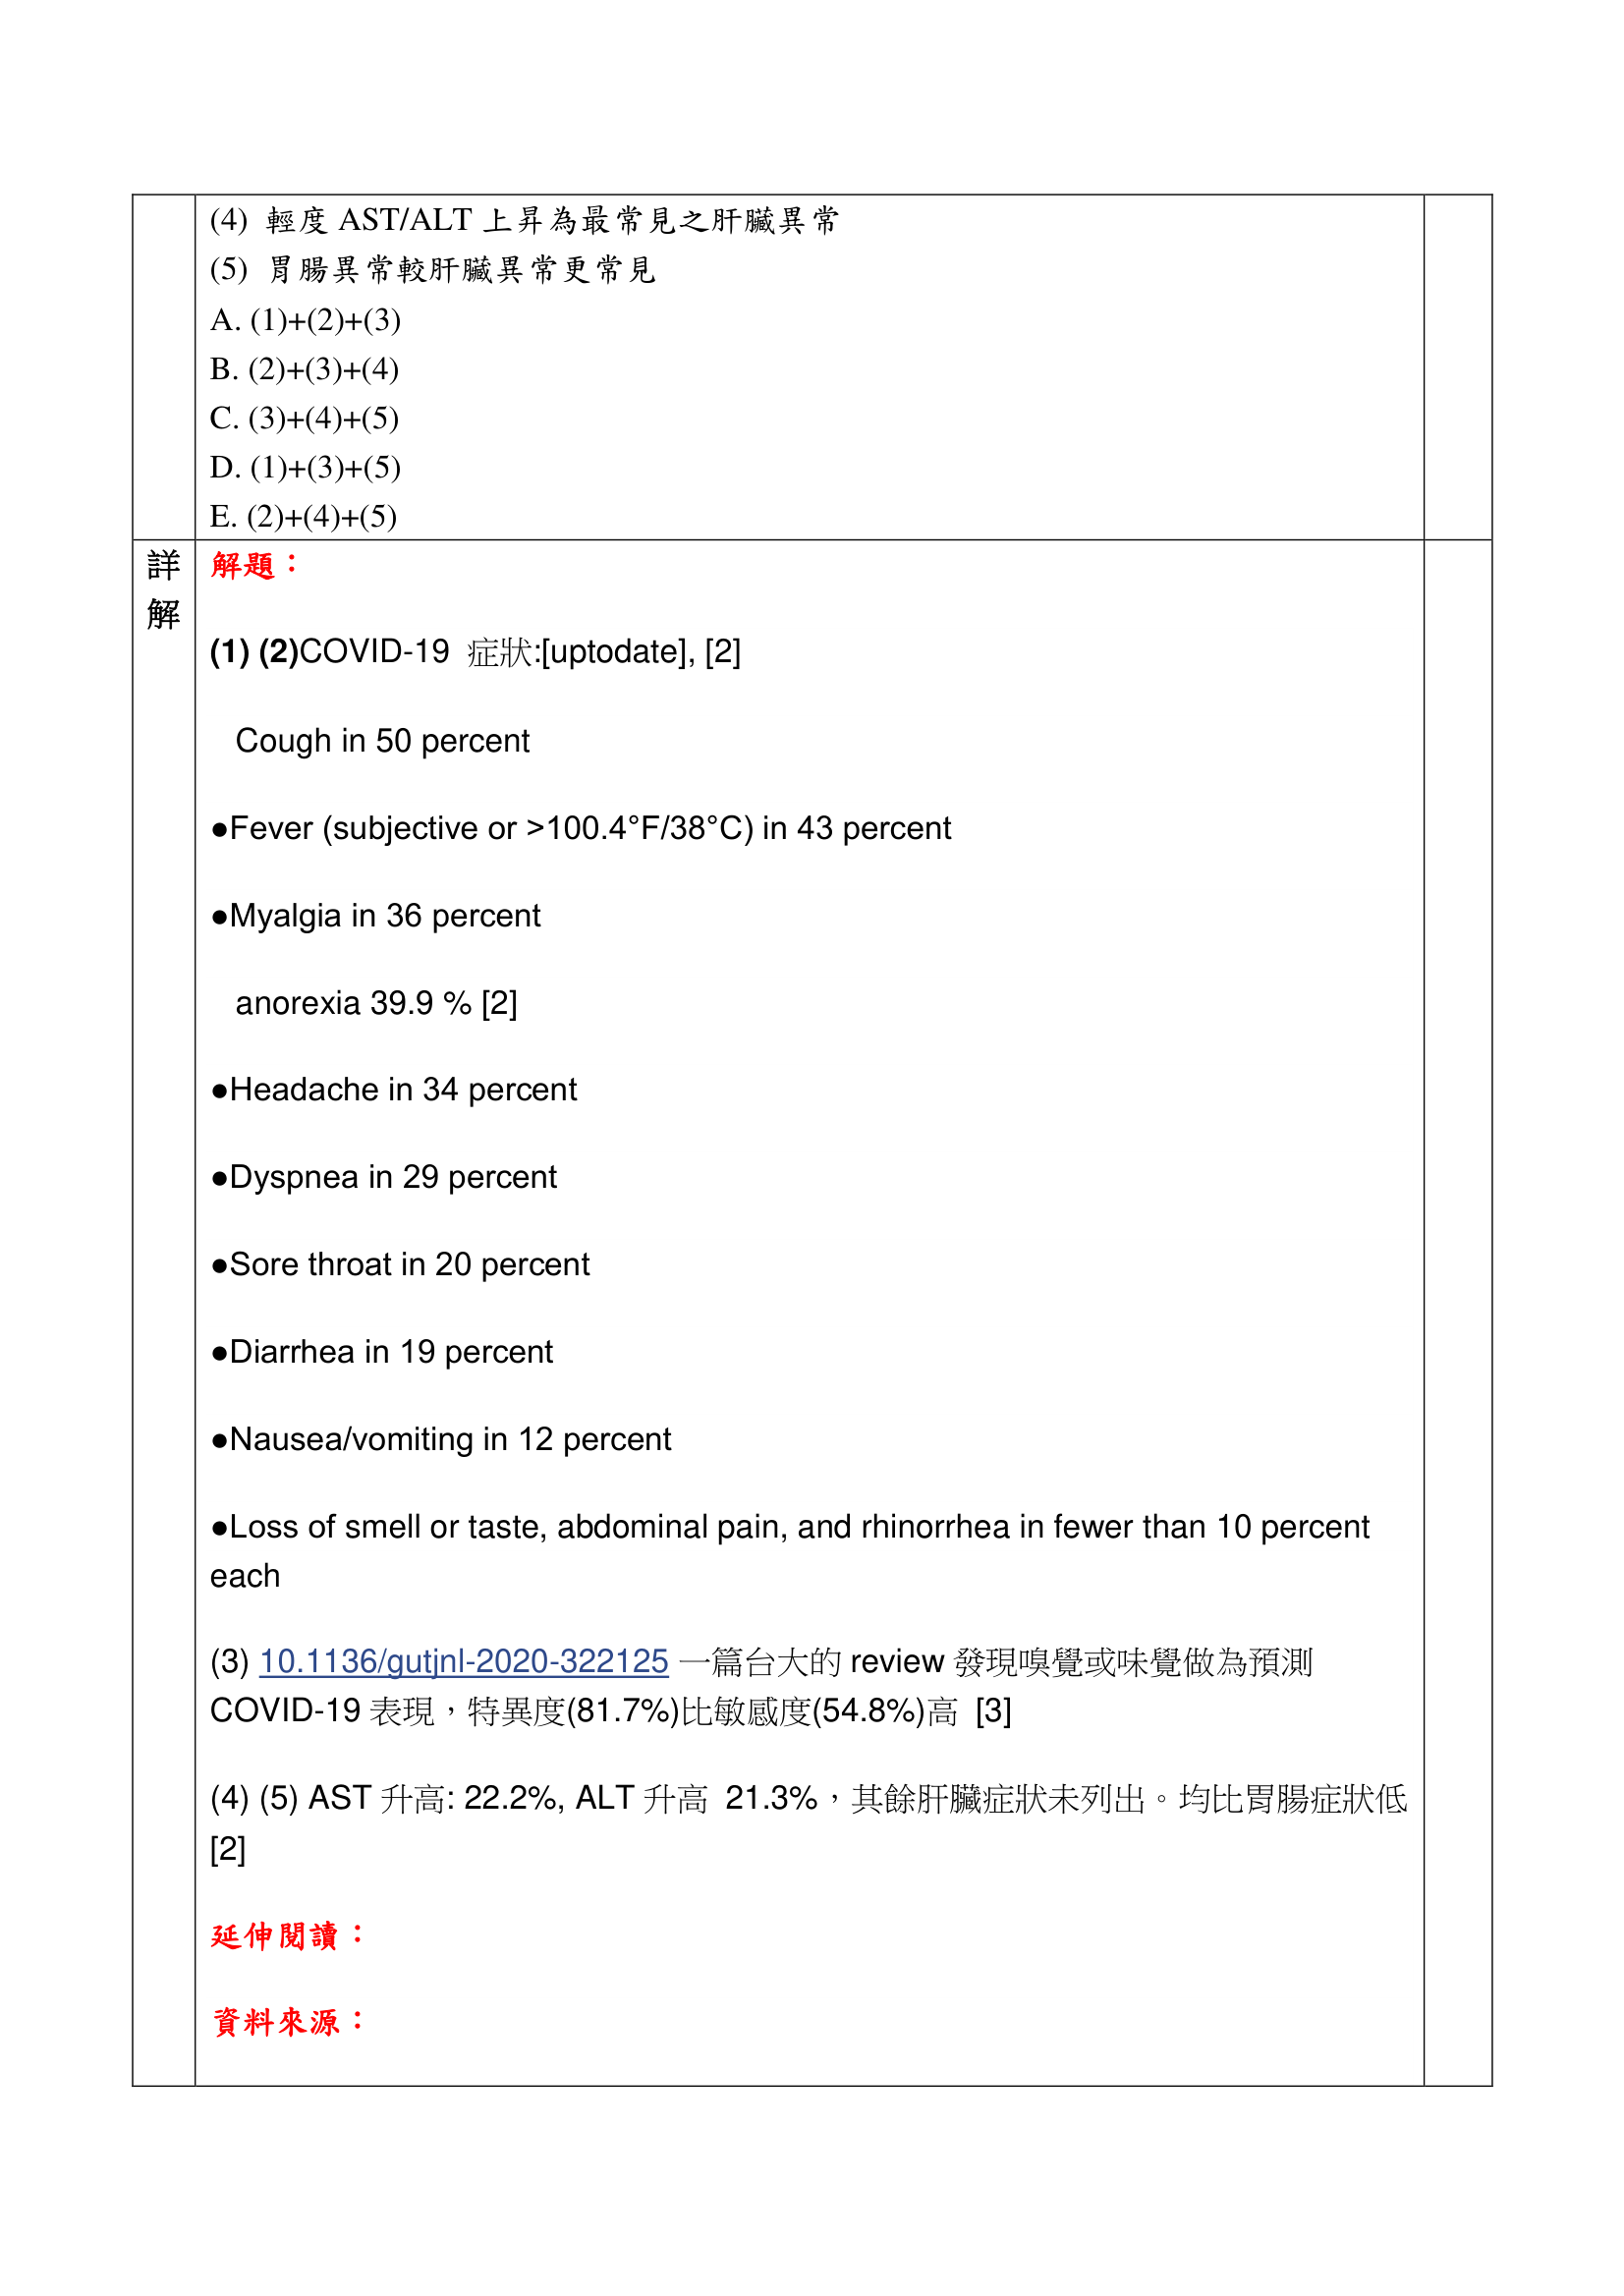 (4) 輕度 AST/ALT 上昇為最常見之肝臟異常
(5) 胃腸異常較肝臟異常更常見
A. (1)+(2)+(3)
B. (2)+(3)+(4)
C. (3)+(4)+(5)
D. (1)+(3)+(5)
E. (2)+(4)+(5)
詳
解
解題：
(1) (2)COVID-19 症狀:[uptodate], [2]
Cough in 50 percent
●Fever (subjective or >100.4°F/38°C) in 43 percent
●Myalgia in 36 percent
anorexia 39.9 % [2]
●Headache in 34 percent
●Dyspnea in 29 percent
●Sore throat in 20 percent
●Diarrhea in 19 percent
●Nausea/vomiting in 12 percent
●Loss of smell or taste, abdominal pain, and rhinorrhea in fewer than 10 percent
each
(3) 10.1136/gutjnl-2020-322125 一篇台大的 review 發現嗅覺或味覺做為預測
COVID-19 表現，特異度(81.7%)比敏感度(54.8%)高 [3]
(4) (5) AST 升高: 22.2%, ALT 升高 21.3%，其餘肝臟症狀未列出。均比胃腸症狀低
[2]
延伸閱讀：
資料來源：